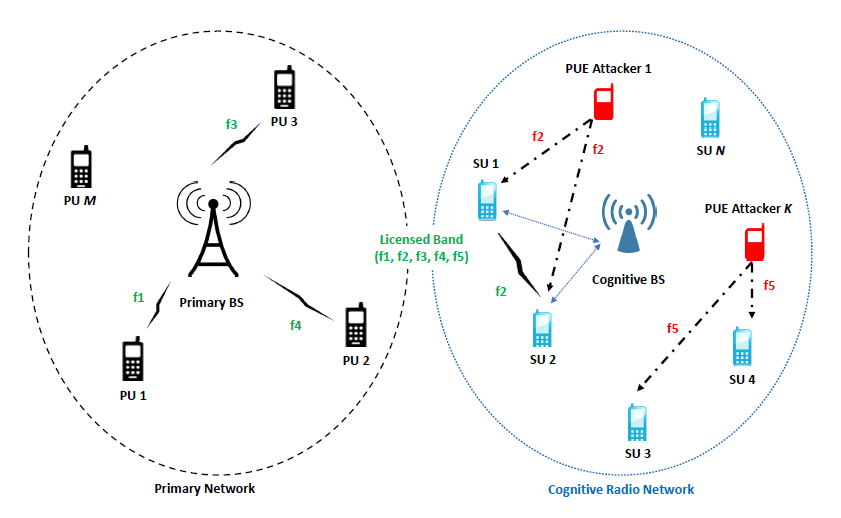 PU 3
f3
PU M
Primary BS
f1
f4
PU 1
PU 2
Primary Network
Licensed Band
(f1, f2, f3, f4, f5)
PUE Attacker 1
f2
f2
SU 1
SU N
PUE Attacker K
Cognitive BS
f2
SU 2
f5
f5
SU 4
SU 3
Cognitive Radio Network